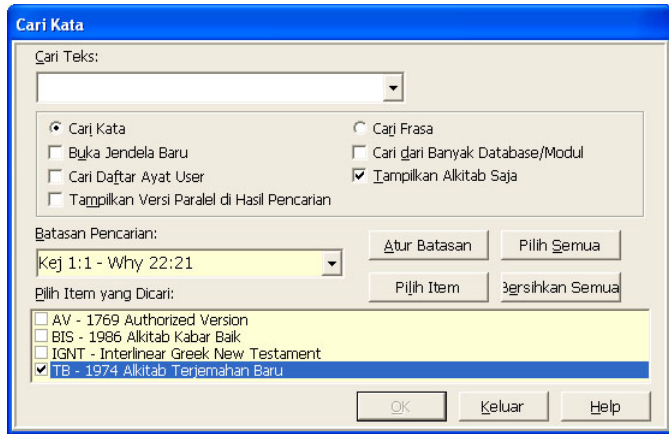 Cari Kata
Cari Teks:
Cari Kata
Cari Frasa
Buka Jendela Baru
Cari dari Banyak Database/Modul
Cari Daftar Ayat User
Tampilkan Alkitab Saja
Tampilkan Versi Paralel di Hasil Pencarian
Batasan Pencarian:
Atur Batasan
Pilih Semua
Kej 1:1 - Why 22:21
Pilih Item
Bersihkan Semua
Pilih Item yang Dicari:
AV - 1769 Authorized Version
BIS - 1986 Alkitab Kabar Baik
IGNT - Interlinear Greek New Testament
TB - 1974 Alkitab Terjemahan Baru
OK
Keluar
Help